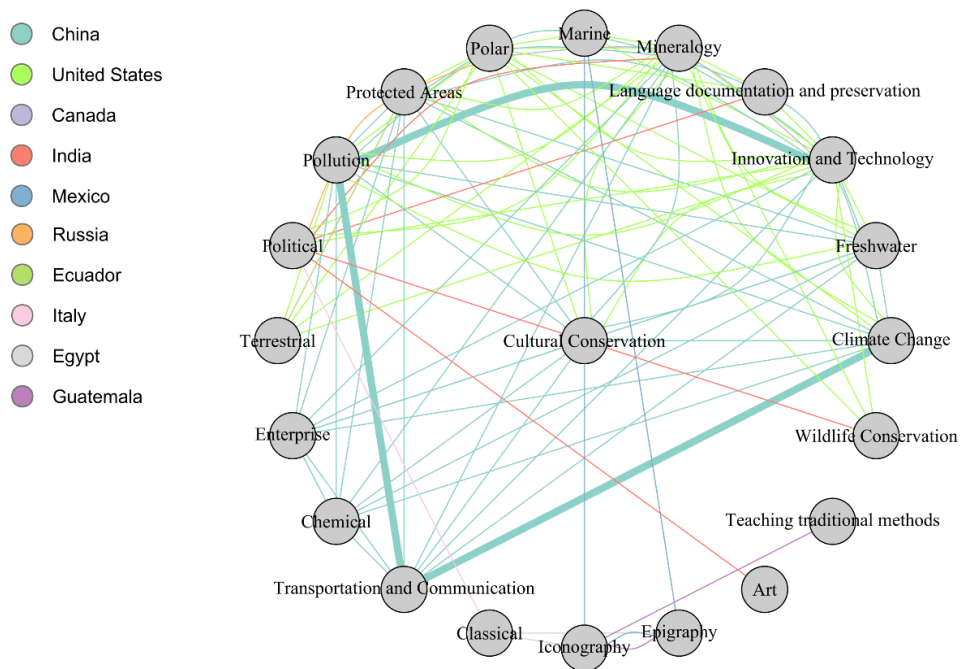 China
United States
Canada
India
Mexico
Russia
Ecuador
Italy
Egypt
Guatemala
Marine
Polar
Mineralogy
Protected Areas
Language documentation and preservation
Pollution
Innovation and Technology
Political
Freshwater
Terrestrial
Cultural Conservation
Climate Change
Enterprise
Wildlife Conservation
Chemical
Teaching traditional methods
Transportation and Communication
Art
Classical
Iconography
Epigraphy